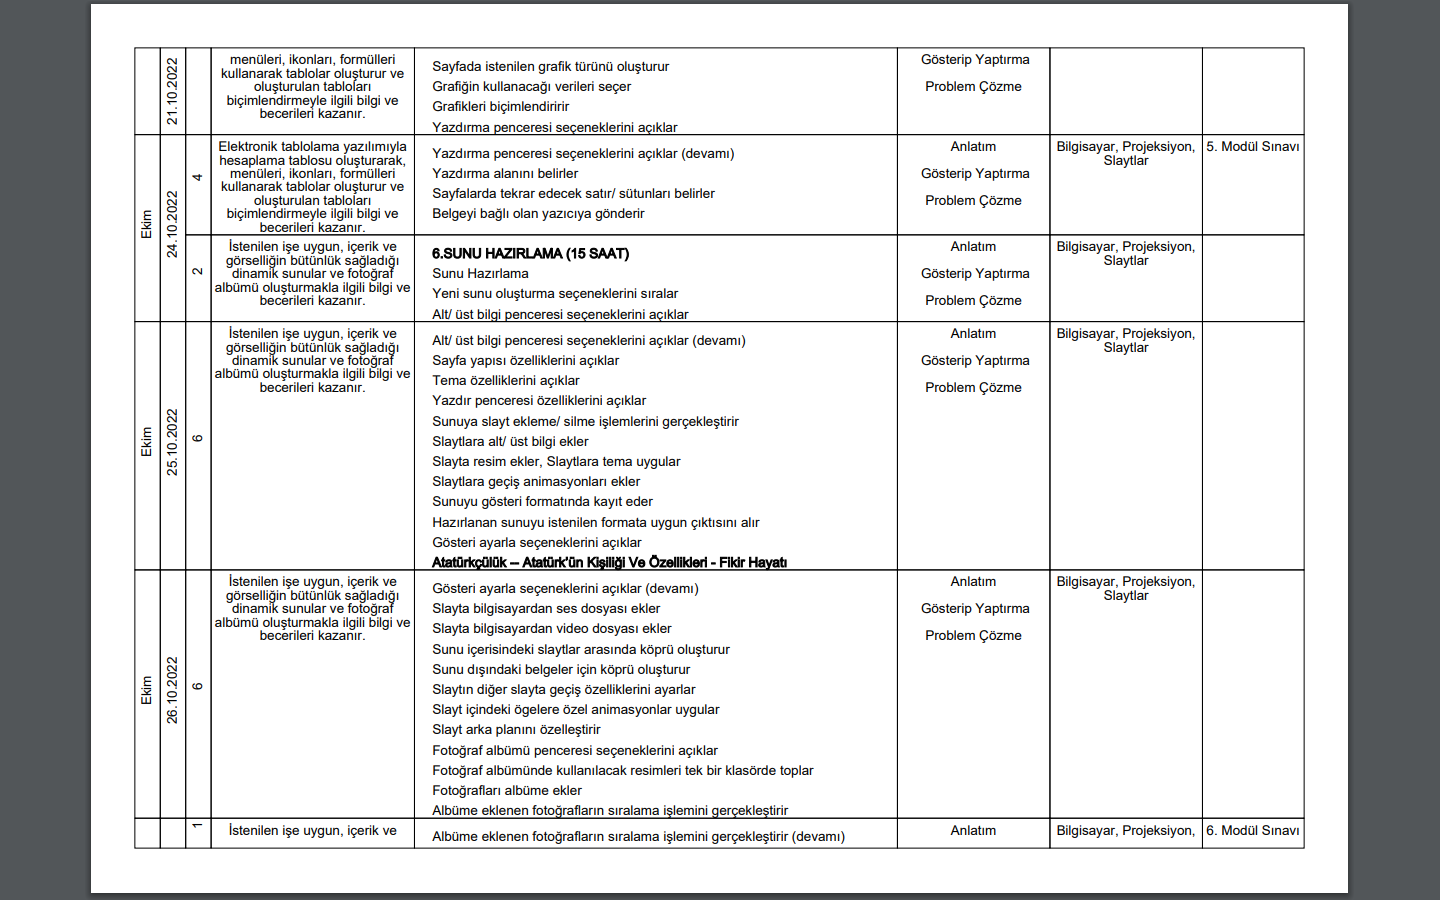 21.10.2022
menüleri, ikonları, formülleri
kullanarak tablolar oluşturur ve
oluşturulan tabloları
biçimlendirmeyle ilgili bilgi ve
becerileri kazanır.
Sayfada istenilen grafik türünü oluşturur
Grafiğin kullanacağı verileri seçer
Grafikleri biçimlendiririr
Yazdırma penceresi seçeneklerini açıklar
Gösterip Yaptırma
Problem Çözme
Ekim
24.10.2022
4
Elektronik tablolama yazılımıyla
hesaplama tablosu oluşturarak,
menüleri, ikonları, formülleri
kullanarak tablolar oluşturur ve
oluşturulan tabloları
biçimlendirmeyle ilgili bilgi ve
becerileri kazanır.
Yazdırma penceresi seçeneklerini açıklar (devamı)
Yazdırma alanını belirler
Sayfalarda tekrar edecek satır/ sütunları belirler
Belgeyi bağlı olan yazıcıya gönderir
Anlatım
Gösterip Yaptırma
Problem Çözme
Bilgisayar, Projeksiyon,
Slaytlar
5. Modül Sınavı
2
İstenilen işe uygun, içerik ve
görselliğin bütünlük sağladığı
dinamik sunular ve fotoğraf
albümü oluşturmakla ilgili bilgi ve
becerileri kazanır.
6.SUNU HAZIRLAMA (15 SAAT)
Sunu Hazırlama
Yeni sunu oluşturma seçeneklerini sıralar
Alt/ üst bilgi penceresi seçeneklerini açıklar
Anlatım
Gösterip Yaptırma
Problem Çözme
Bilgisayar, Projeksiyon,
Slaytlar
Ekim
25.10.2022
6
İstenilen işe uygun, içerik ve
görselliğin bütünlük sağladığı
dinamik sunular ve fotoğraf
albümü oluşturmakla ilgili bilgi ve
becerileri kazanır.
Alt/ üst bilgi penceresi seçeneklerini açıklar (devamı)
Sayfa yapısı özelliklerini açıklar
Tema özelliklerini açıklar
Yazdır penceresi özelliklerini açıklar
Sunuya slayt ekleme/ silme işlemlerini gerçekleştirir
Slaytlara alt/ üst bilgi ekler
Slayta resim ekler, Slaytlara tema uygular
Slaytlara geçiş animasyonları ekler
Sunuyu gösteri formatında kayıt eder
Hazırlanan sunuyu istenilen formata uygun çıktısını alır
Gösteri ayarla seçeneklerini açıklar
Atatürkçülük – Atatürk'ün Kişiliği Ve Özellikleri - Fikir Hayatı
Anlatım
Gösterip Yaptırma
Problem Çözme
Bilgisayar, Projeksiyon,
Slaytlar
Ekim
26.10.2022
6
İstenilen işe uygun, içerik ve
görselliğin bütünlük sağladığı
dinamik sunular ve fotoğraf
albümü oluşturmakla ilgili bilgi ve
becerileri kazanır.
Gösteri ayarla seçeneklerini açıklar (devamı)
Slayta bilgisayardan ses dosyası ekler
Slayta bilgisayardan video dosyası ekler
Sunu içerisindeki slaytlar arasında köprü oluşturur
Sunu dışındaki belgeler için köprü oluşturur
Slaytın diğer slayta geçiş özelliklerini ayarlar
Slayt içindeki ögelere özel animasyonlar uygular
Slayt arka planını özelleştirir
Fotoğraf albümü penceresi seçeneklerini açıklar
Fotoğraf albümünde kullanılacak resimleri tek bir klasörde toplar
Fotoğrafları albüme ekler
Albüme eklenen fotoğrafların sıralama işlemini gerçekleştirir
Anlatım
Gösterip Yaptırma
Problem Çözme
Bilgisayar, Projeksiyon,
Slaytlar
1
İstenilen işe uygun, içerik ve
Albüme eklenen fotoğrafların sıralama işlemini gerçekleştirir (devamı)
Anlatım
Bilgisayar, Projeksiyon,
6. Modül Sınavı